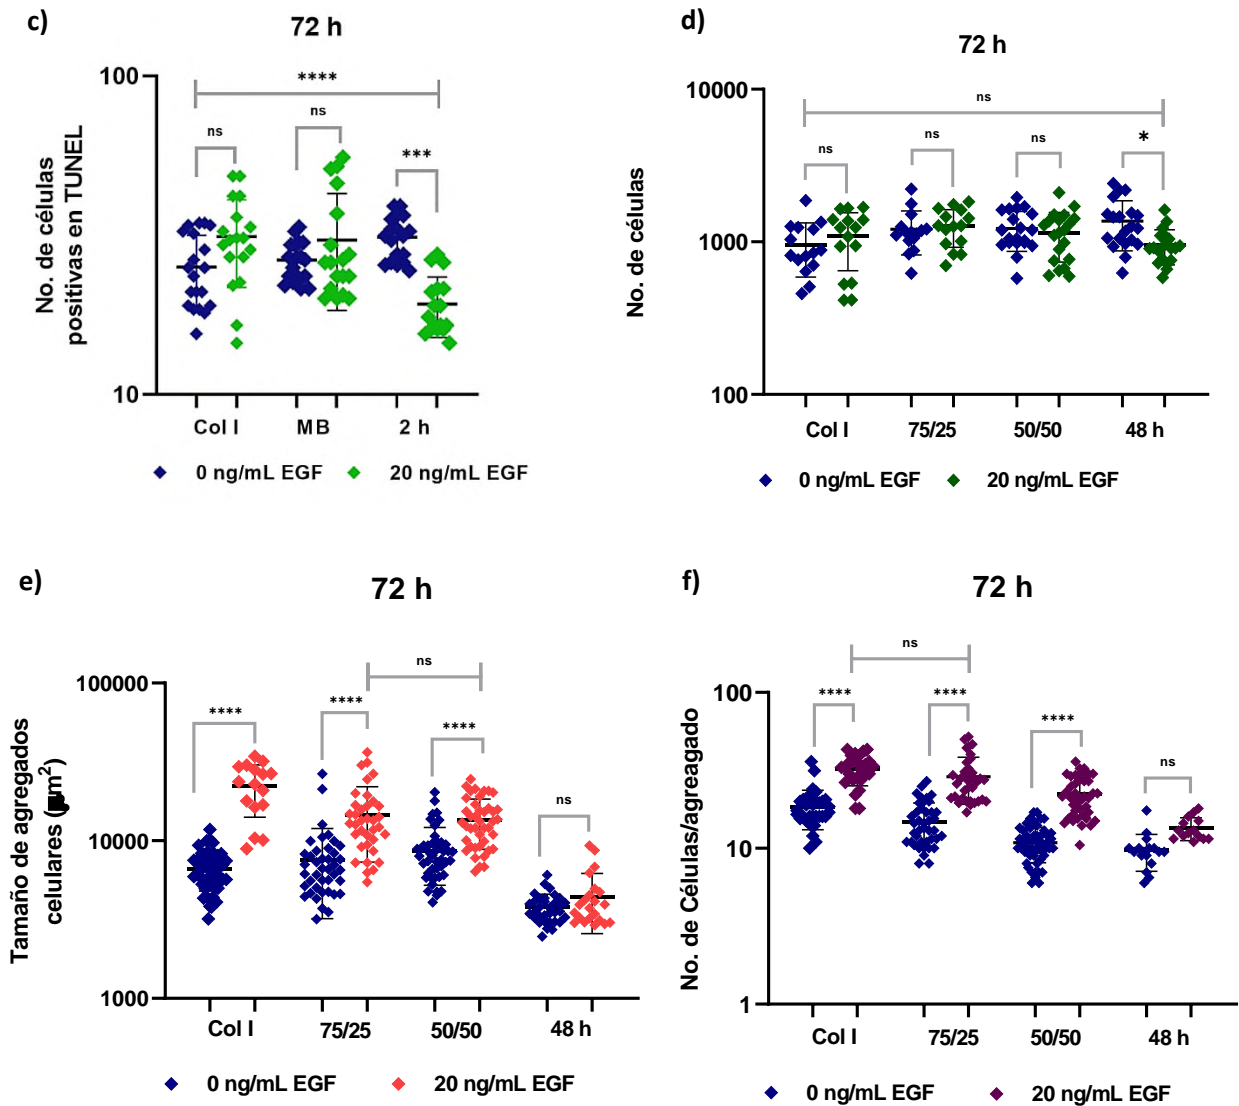 c)
72 h
100
10
No. de células
positivas en TUNEL
****
ns
ns
***
Col I
MB
2 h
0 ng/mL EGF
20 ng/mL EGF
d)
72 h
10000
1000
100
No. de células
ns
ns
ns
ns
*
Col I
75/25
50/50
48 h
0 ng/mL EGF
20 ng/mL EGF
e)
72 h
100000
10000
1000
Tamaño de agregados
celulares (m²)
ns
****
****
****
ns
Col I
75/25
50/50
48 h
0 ng/mL EGF
20 ng/mL EGF
f)
72 h
100
10
1
No. de Células/agreagado
ns
****
****
****
ns
Col I
75/25
50/50
48 h
0 ng/mL EGF
20 ng/mL EGF